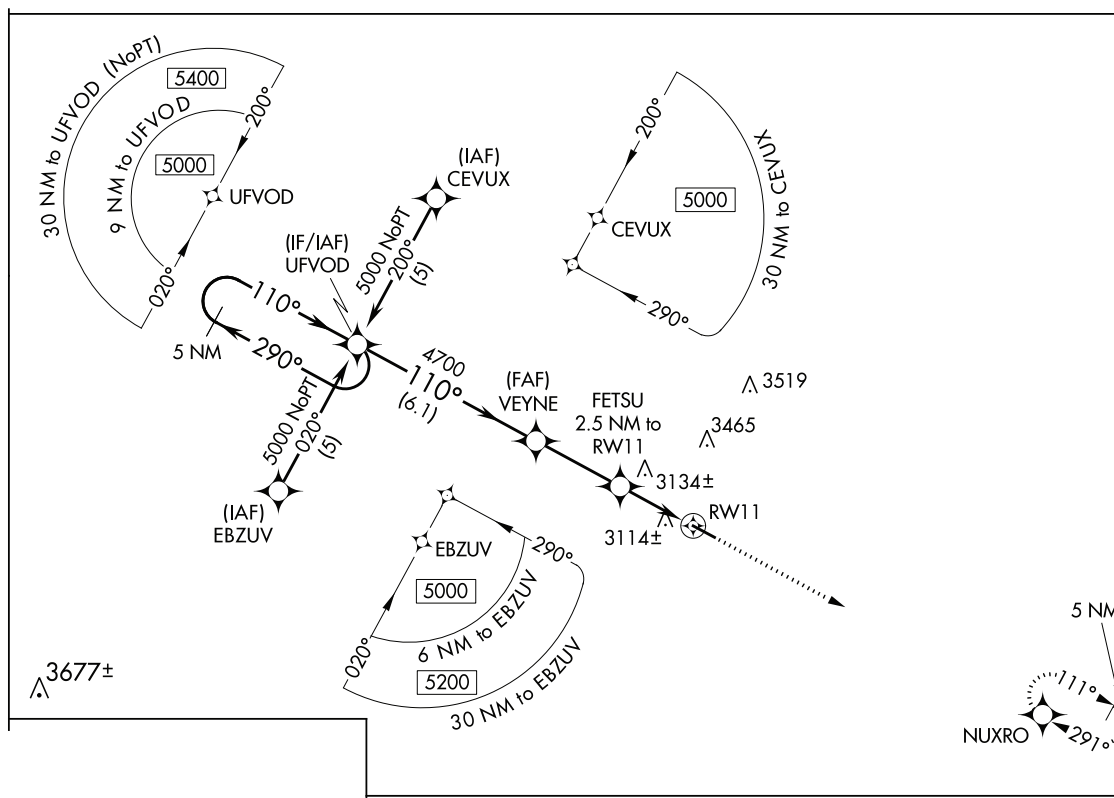 30 NM to UFVOD (NoPT)
5400
9 NM to UFVOD
200°
5000
UFVOD
020°
(IAF)
CEVUX
5000 NoPT
200°
(5)
(IF/IAF)
UFVOD
200°
30 NM to CEVUX
5000
CEVUX
290°
110°
5 NM
290°
4700
110°
(6.1)
(FAF)
VEYNE
FETSU
2.5 NM to
RW11
3519
3465
3134±
3114±
RW11
5000 NoPT
020°
(5)
(IAF)
EBZUV
EBZUV
290°
5000
6 NM to EBZUV
020°
5200
30 NM to EBZUV
3677±
5 NM
111°
NUXRO
291°